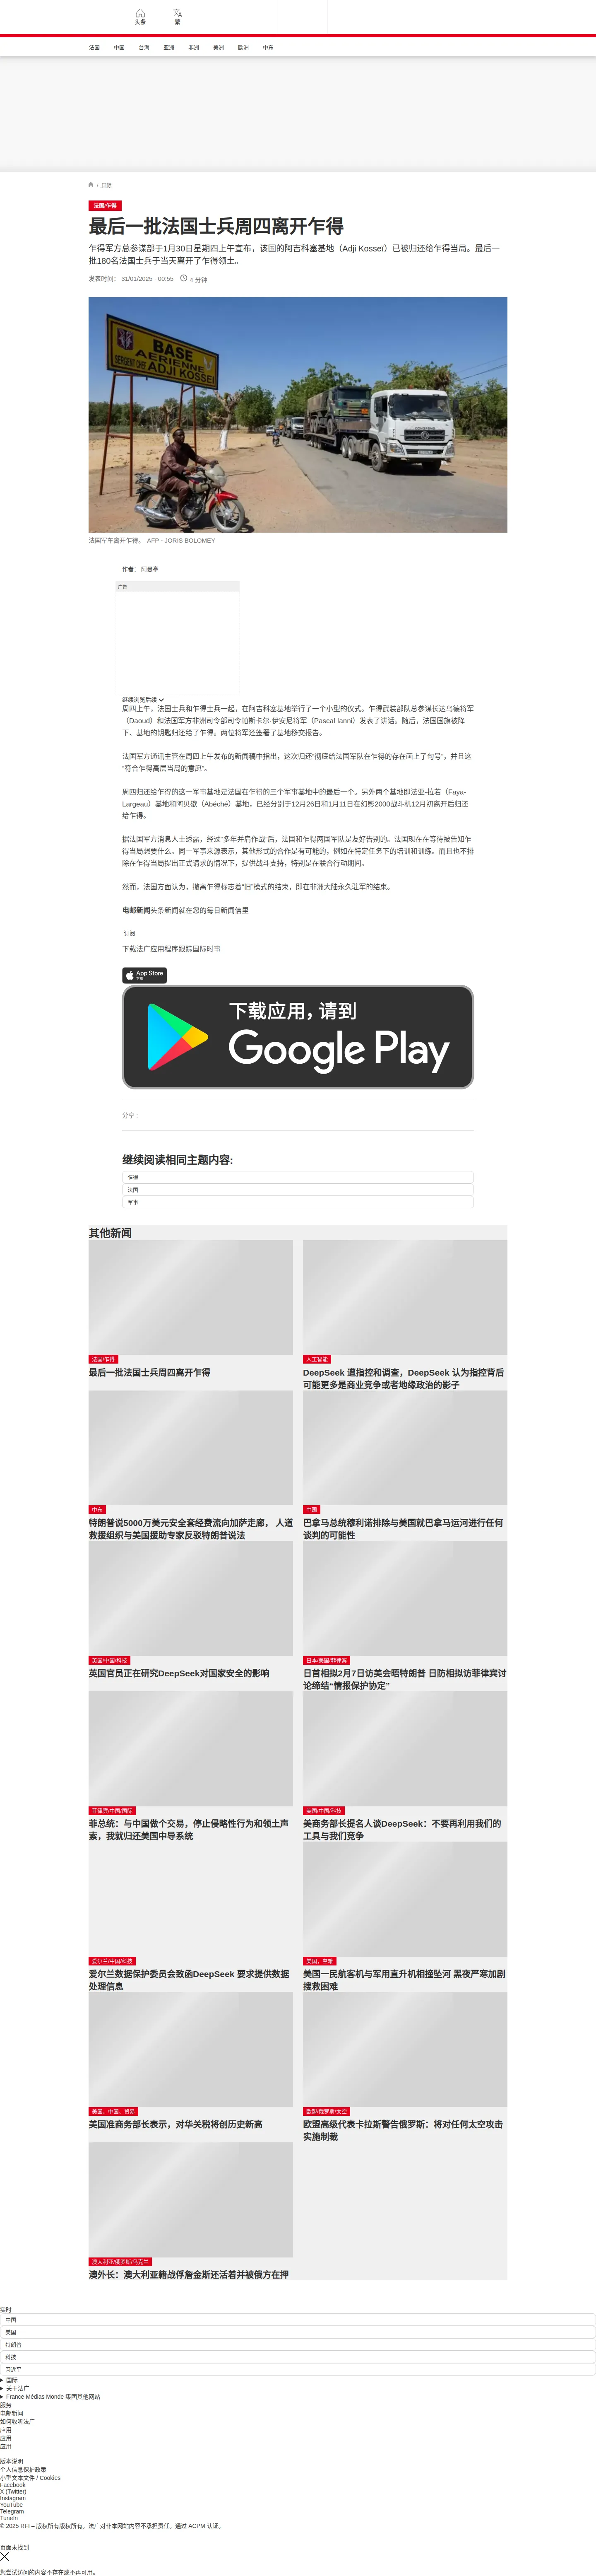 头条
繁
法国
中国
台海
亚洲
非洲
美洲
欧洲
中东
/ 国际
法国/乍得
最后一批法国士兵周四离开乍得
乍得军方总参谋部于1月30日星期四上午宣布，该国的阿吉科塞基地（Adji Kosseï）已被归还给乍得当局。最后一
批180名法国士兵于当天离开了乍得领土。
发表时间： 31/01/2025 - 00:55 4 分钟
BASE
AERIENNE
SERGENT CHEF
ADJI KOSSEI
法国军车离开乍得。 AFP - JORIS BOLOMEY
作者： 阿曼亭
广告
继续浏览后续
周四上午，法国士兵和乍得士兵一起，在阿吉科塞基地举行了一个小型的仪式。乍得武装部队总参谋长达乌德将军
（Daoud）和法国军方非洲司令部司令帕斯卡尔·伊安尼将军（Pascal Ianni）发表了讲话。随后，法国国旗被降
下、基地的钥匙归还给了乍得。两位将军还签署了基地移交报告。
法国军方通讯主管在周四上午发布的新闻稿中指出，这次归还“彻底给法国军队在乍得的存在画上了句号”，并且这
“符合乍得高层当局的意愿”。
周四归还给乍得的这一军事基地是法国在乍得的三个军事基地中的最后一个。另外两个基地即法亚-拉若（Faya-
Largeau）基地和阿贝歇（Abéché）基地，已经分别于12月26日和1月11日在幻影2000战斗机12月初离开后归还
给乍得。
据法国军方消息人士透露，经过“多年并肩作战”后，法国和乍得两国军队是友好告别的。法国现在在等待被告知乍
得当局想要什么。同一军事来源表示，其他形式的合作是有可能的，例如在特定任务下的培训和训练。而且也不排
除在乍得当局提出正式请求的情况下，提供战斗支持，特别是在联合行动期间。
然而，法国方面认为，撤离乍得标志着“旧”模式的结束，即在非洲大陆永久驻军的结束。
电邮新闻头条新闻就在您的每日新闻信里
订阅
下载法广应用程序跟踪国际时事
App Store
下载
下载应用，请到
Google Play
分享 :
继续阅读相同主题内容:
乍得
法国
军事
其他新闻
法国/乍得
最后一批法国士兵周四离开乍得
人工智能
DeepSeek 遭指控和调查，DeepSeek 认为指控背后
可能更多是商业竞争或者地缘政治的影子
中东
特朗普说5000万美元安全套经费流向加萨走廊， 人道
救援组织与美国援助专家反驳特朗普说法
中国
巴拿马总统穆利诺排除与美国就巴拿马运河进行任何
谈判的可能性
英国/中国/科技
英国官员正在研究DeepSeek对国家安全的影响
日本/美国/菲律宾
日首相拟2月7日访美会晤特朗普 日防相拟访菲律宾讨
论缔结“情报保护协定”
菲律宾/中国/国际
菲总统：与中国做个交易，停止侵略性行为和领土声
索，我就归还美国中导系统
美国/中国/科技
美商务部长提名人谈DeepSeek：不要再利用我们的
工具与我们竞争
爱尔兰/中国/科技
爱尔兰数据保护委员会致函DeepSeek 要求提供数据
处理信息
美国，空难
美国一民航客机与军用直升机相撞坠河 黑夜严寒加剧
搜救困难
美国、中国、贸易
美国准商务部长表示，对华关税将创历史新高
欧盟/俄罗斯/太空
欧盟高级代表卡拉斯警告俄罗斯：将对任何太空攻击
实施制裁
澳大利亚/俄罗斯/乌克兰
澳外长：澳大利亚籍战俘詹金斯还活着并被俄方在押
实时
中国
美国
特朗普
科技
习近平
国际
关于法广
France Médias Monde 集团其他网站
服务
电邮新闻
如何收听法广
应用
应用
应用
版本说明
个人信息保护政策
小型文本文件 / Cookies
Facebook
X (Twitter)
Instagram
YouTube
Telegram
TuneIn
© 2025 RFI – 版权所有版权所有。法广对非本网站内容不承担责任。通过 ACPM 认证。
页面未找到
您尝试访问的内容不存在或不再可用。